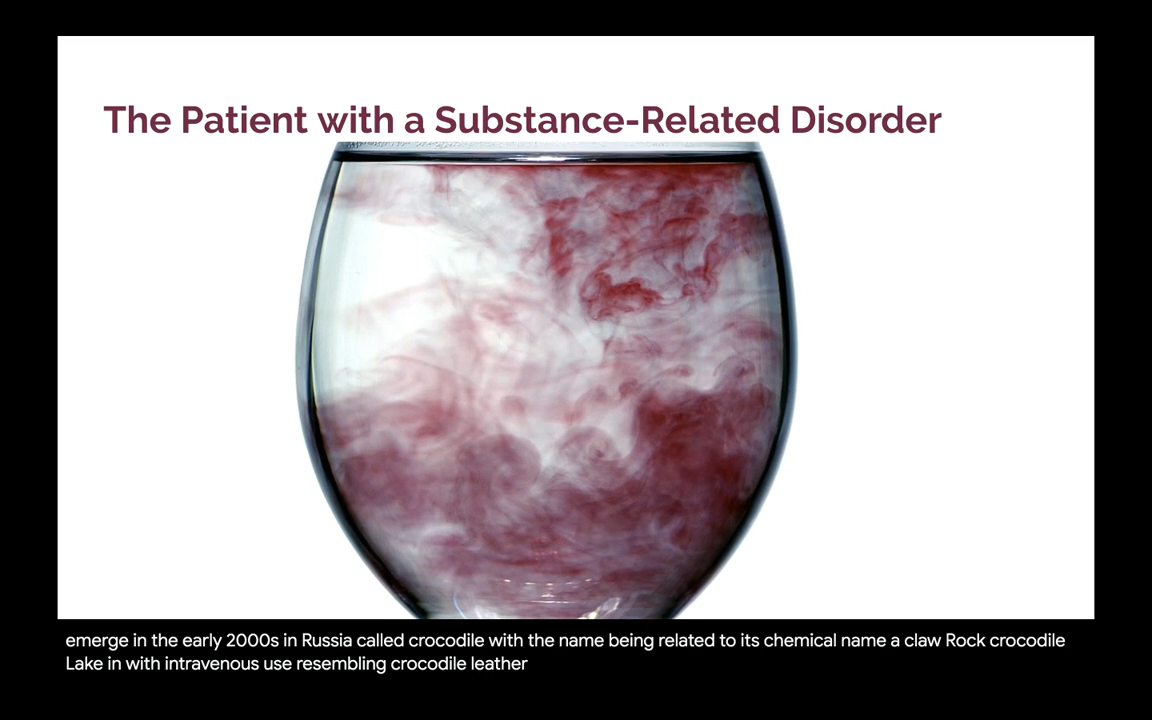 The Patient with a Substance-Related Disorder
emerge in the early 2000s in Russia called crocodile with the name being related to its chemical name a claw Rock crocodile
Lake in with intravenous use resembling crocodile leather